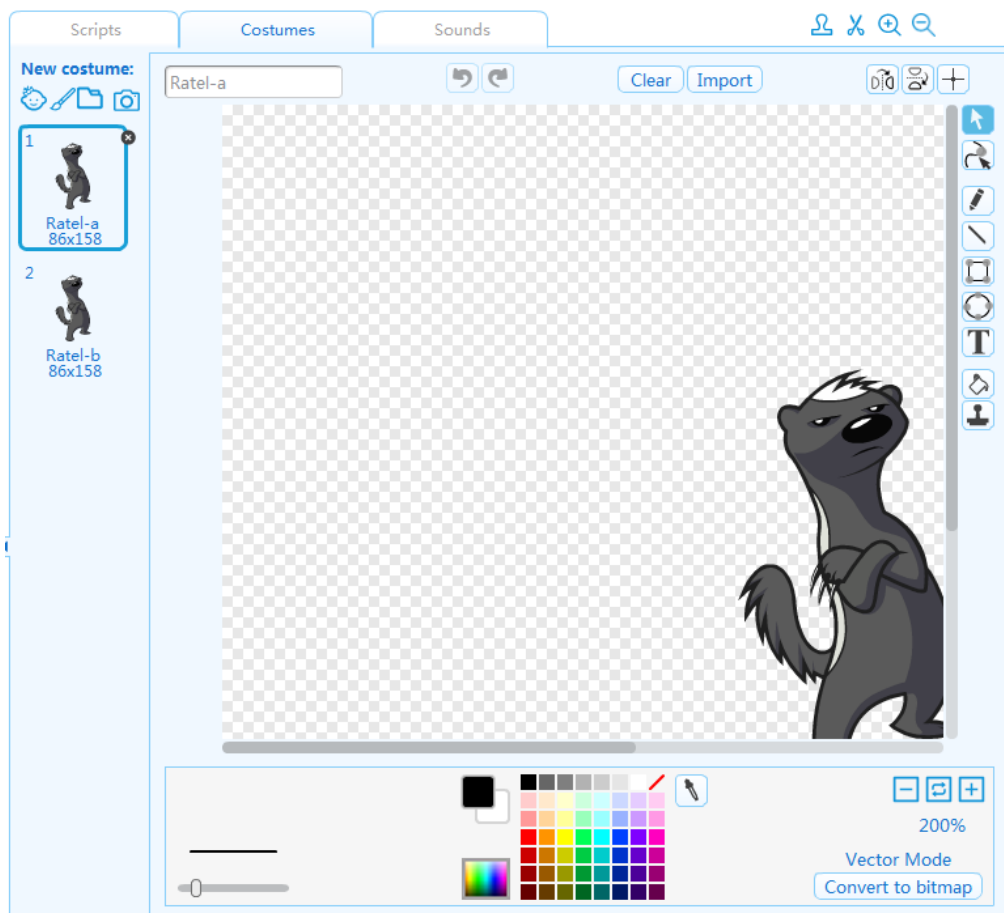 Scripts
Costumes
Sounds
New costume:
Ratel-a
Clear
Import
1
Ratel-a
86x158
2
Ratel-b
86x158
T
200%
Vector Mode
Convert to bitmap